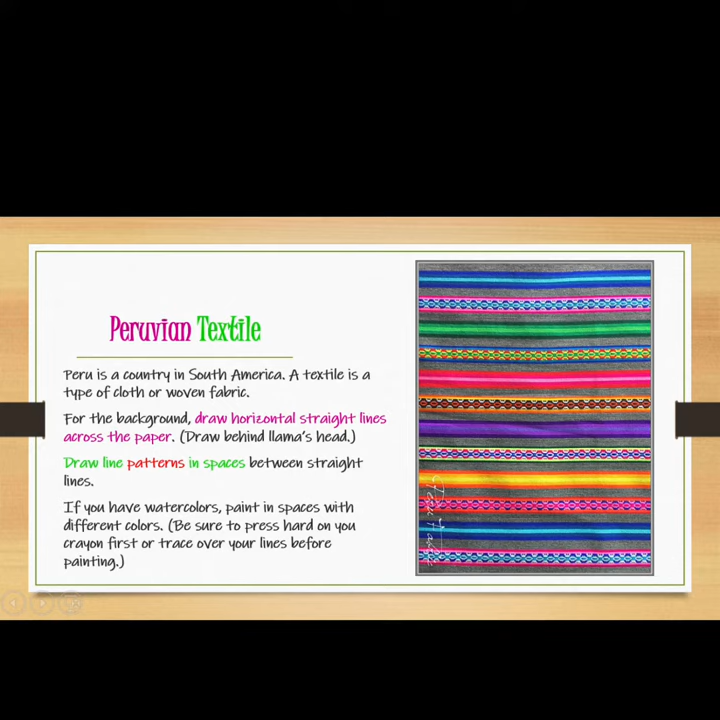 Peruvian Textile
Peru is a country in South America. A textile is a
type of cloth or woven fabric.
For the background, draw horizontal straight lines
across the paper. (Draw behind llama's head.)
Draw line patterns in spaces between straight
lines.
If you have watercolors, paint in spaces with
different colors. (Be sure to press hard on you
crayon first or trace over your lines before
painting.)